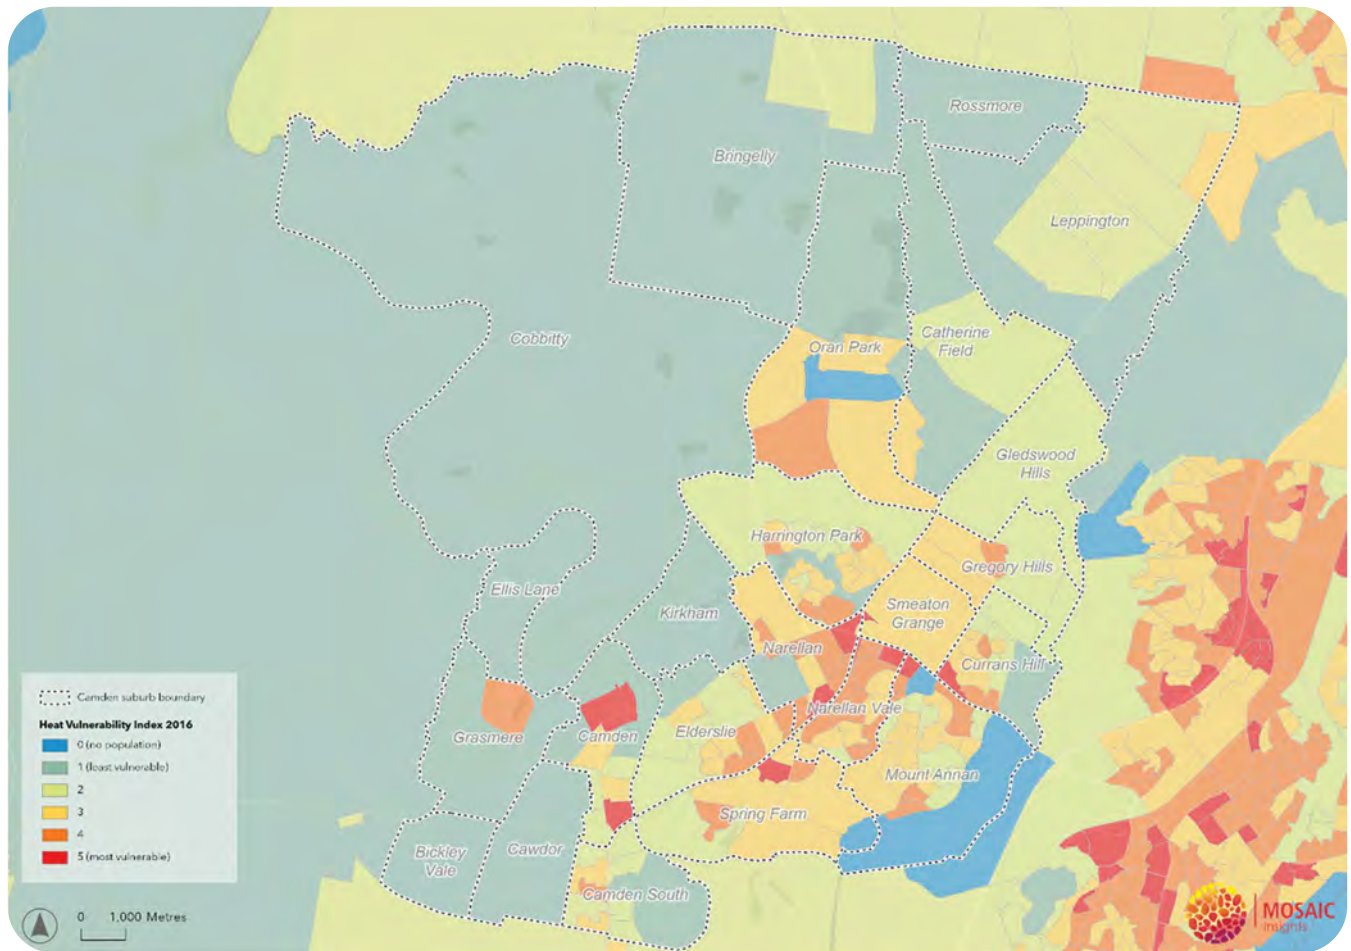 Rossmore
Bringelly
Leppington
Cobbitty
Oran Park
Catherine
Field
Gledswood
Hills
Harrington Park
Gregory Hills
Ellis Lane
Kirkham
Smeaton
Grange
Narellan
Currans Hill
Narellan Vale
Grasmere
Camden
Elderslie
Mount Annan
Spring Farm
Bickley
Vale
Cawdor
Camden South
Camden suburb boundary
Heat Vulnerability Index 2016
0 (no population)
1 (least vulnerable)
2
3
4
5 (most vulnerable)
0 1,000 Metres
MOSAIC
insights